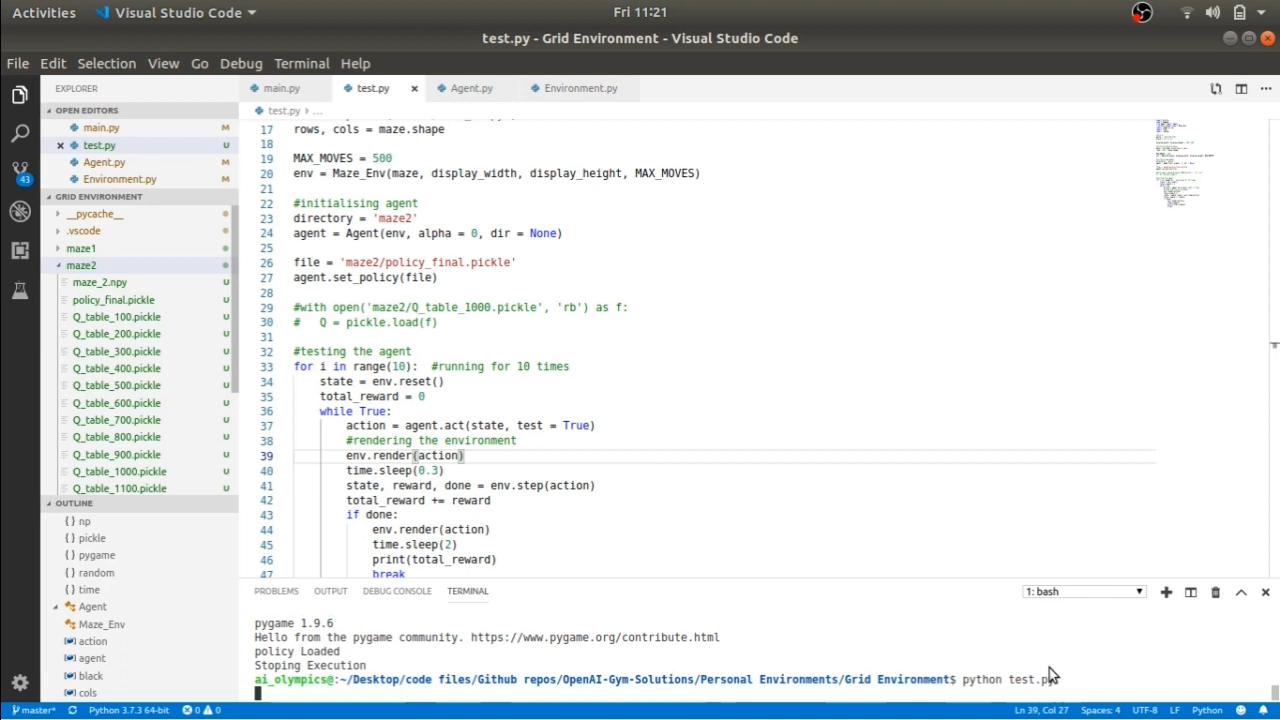 Activities Visual Studio Code Fri 11:21
test.py - Grid Environment - Visual Studio Code
File Edit Selection View Go Debug Terminal Help
EXPLORER
OPEN EDITORS
main.py M
test.py U
Agent.py M
Environment.py M
GRID ENVIRONMENT
__pycache__
.vscode
maze1
maze2
maze_2.npy U
policy_final.pickle U
Q_table_100.pickle U
Q_table_200.pickle U
Q_table_300.pickle U
Q_table_400.pickle U
Q_table_500.pickle U
Q_table_600.pickle U
Q_table_700.pickle U
Q_table_800.pickle U
Q_table_900.pickle U
Q_table_1000.pickle U
Q_table_1100.pickle U
OUTLINE
{} np
{} pickle
{} pygame
{} random
{} time
Agent
Maze_Env
action
agent
black
cols
43
main.py test.py Agent.py Environment.py
test.py > ...
17 rows, cols = maze.shape
18
19 MAX_MOVES = 500
20 env = Maze_Env(maze, display_width, display_height, MAX_MOVES)
21
22 #initialising agent
23 directory = 'maze2'
24 agent = Agent(env, alpha = 0, dir = None)
25
26 file = 'maze2/policy_final.pickle'
27 agent.set_policy(file)
28
29 #with open('maze2/Q_table_1000.pickle', 'rb') as f:
30 #   Q = pickle.load(f)
31
32 #testing the agent
33 for i in range(10):  #running for 10 times
34     state = env.reset()
35     total_reward = 0
36     while True:
37         action = agent.act(state, test = True)
38         #rendering the environment
39         env.render(action)
40         time.sleep(0.3)
41         state, reward, done = env.step(action)
42         total_reward += reward
43         if done:
44             env.render(action)
45             time.sleep(2)
46             print(total_reward)
47             break
PROBLEMS OUTPUT DEBUG CONSOLE TERMINAL 1: bash
pygame 1.9.6
Hello from the pygame community. https://www.pygame.org/contribute.html
policy Loaded
Stoping Execution
ai_olympics@:~/Desktop/code files/Github repos/OpenAI-Gym-Solutions/Personal Environments/Grid Environment$ python test.py
master* Python 3.7.3 64-bit 0 0 Ln 39, Col 27 Spaces: 4 UTF-8 LF Python